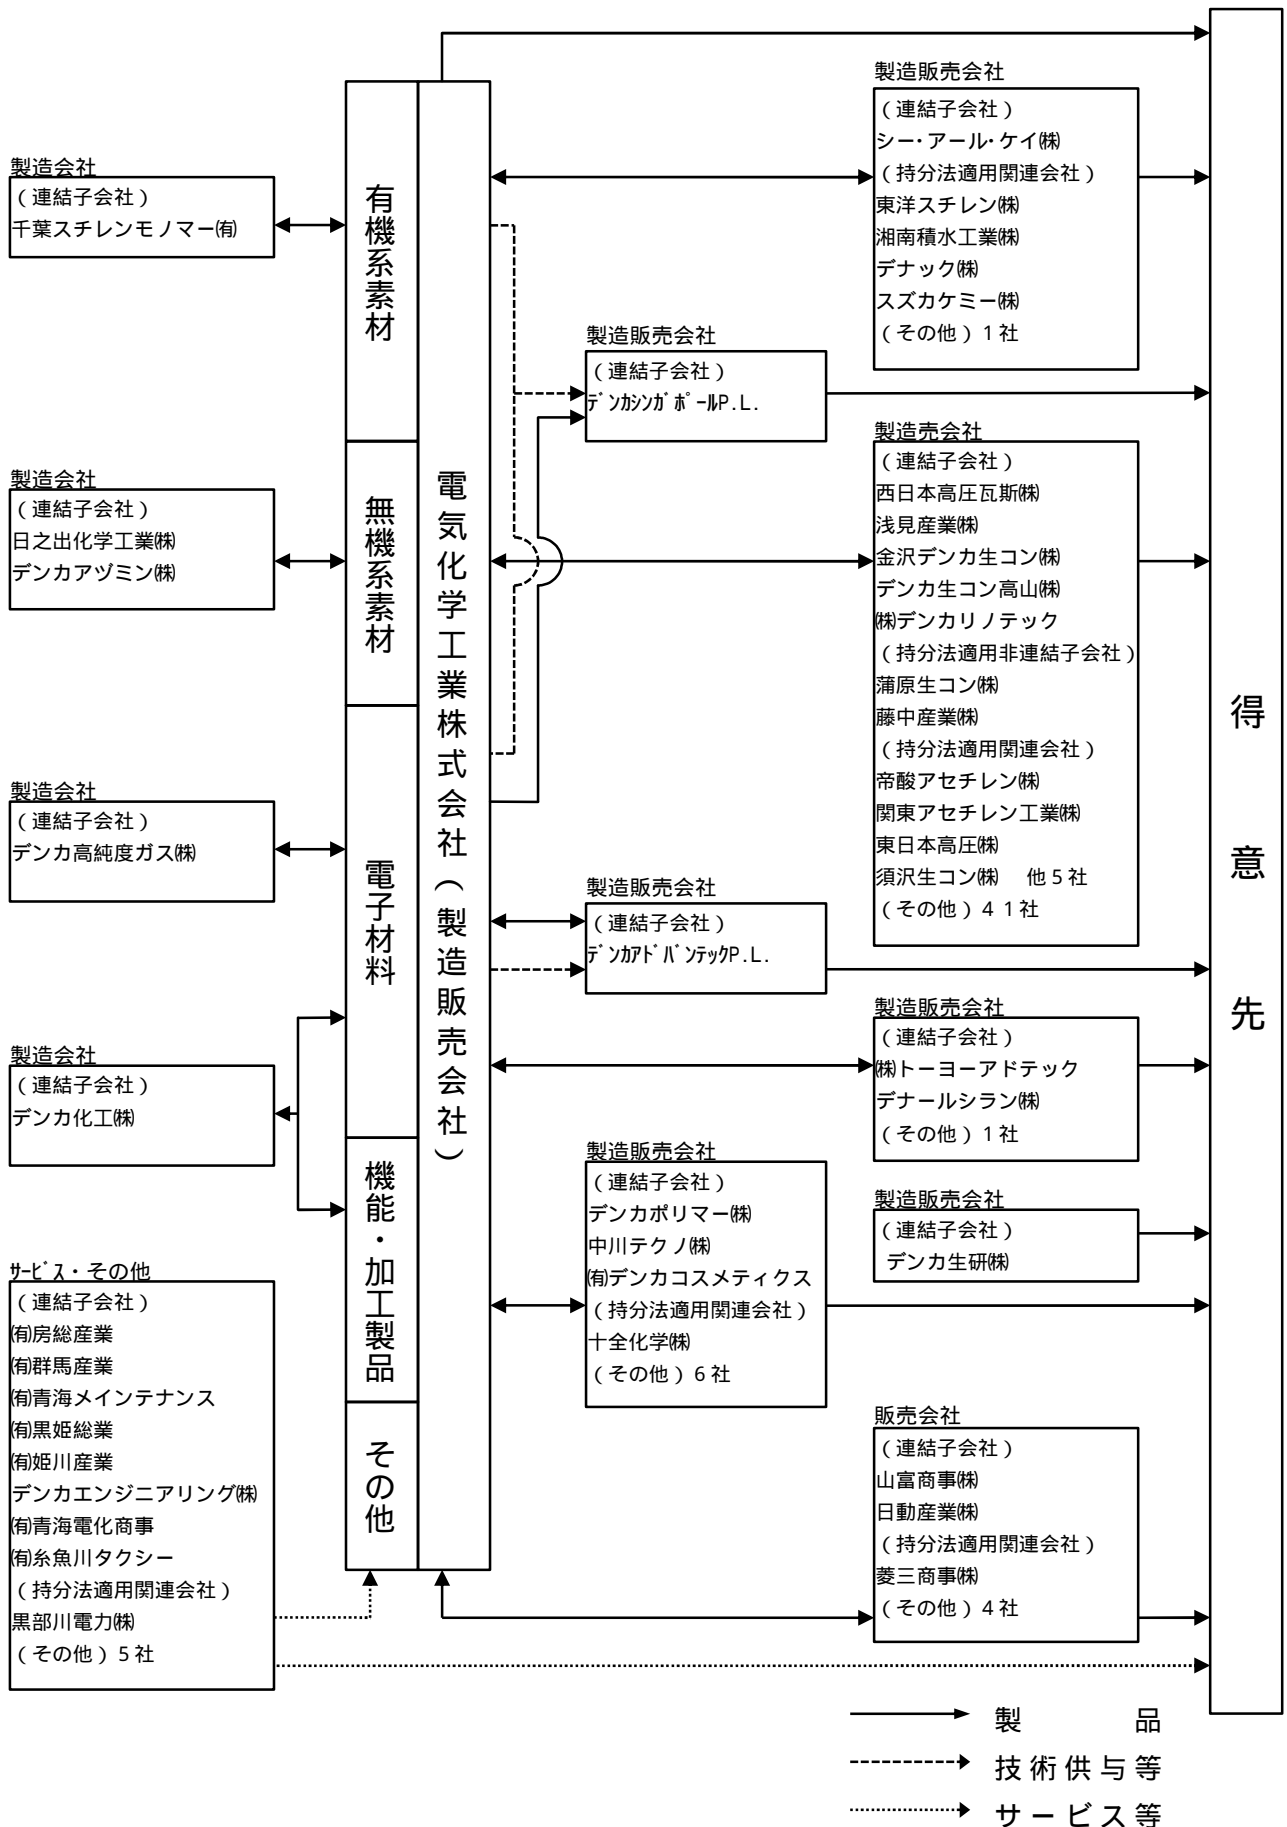 製造会社
（連結子会社）
千葉スチレンモノマー㈲
製造会社
（連結子会社）
日之出化学工業㈱
デンカアヅミン㈱
製造会社
（連結子会社）
デンカ高純度ガス㈱
製造会社
（連結子会社）
デンカ化工㈱
ｻｰﾋﾞｽ・その他
（連結子会社）
㈲房総産業
㈲群馬産業
㈲青海メインテナンス
㈲黒姫総業
㈲姫川産業
デンカエンジニアリング㈱
㈲青海電化商事
㈲糸魚川タクシー
（持分法適用関連会社）
黒部川電力㈱
（その他）5社
有機系素材
無機系素材
電子材料
機能・加工製品
その他
電気化学工業株式会社（製造販売会社）
製造販売会社
（連結子会社）
ﾃﾞﾝｶｼﾝｶﾞﾎﾟｰﾙP.L.
製造販売会社
（連結子会社）
ﾃﾞﾝｶｱﾄﾞﾊﾞﾝﾃｯｸP.L.
製造販売会社
（連結子会社）
デンカポリマー㈱
中川テクノ㈱
㈲デンカコスメティクス
（持分法適用関連会社）
十全化学㈱
（その他）6社
製造販売会社
（連結子会社）
シー・アール・ケイ㈱
（持分法適用関連会社）
東洋スチレン㈱
湘南積水工業㈱
デナック㈱
スズカケミー㈱
（その他）1社
製造売会社
（連結子会社）
西日本高圧瓦斯㈱
浅見産業㈱
金沢デンカ生コン㈱
デンカ生コン高山㈱
㈱デンカリノテック
（持分法適用非連結子会社）
蒲原生コン㈱
藤中産業㈱
（持分法適用関連会社）
帝酸アセチレン㈱
関東アセチレン工業㈱
東日本高圧㈱
須沢生コン㈱　他5社
（その他）41社
製造販売会社
（連結子会社）
㈱トーヨーアドテック
デナールシラン㈱
（その他）1社
製造販売会社
（連結子会社）
デンカ生研㈱
販売会社
（連結子会社）
山富商事㈱
日動産業㈱
（持分法適用関連会社）
菱三商事㈱
（その他）4社
得意先
製品
技術供与等
サービス等